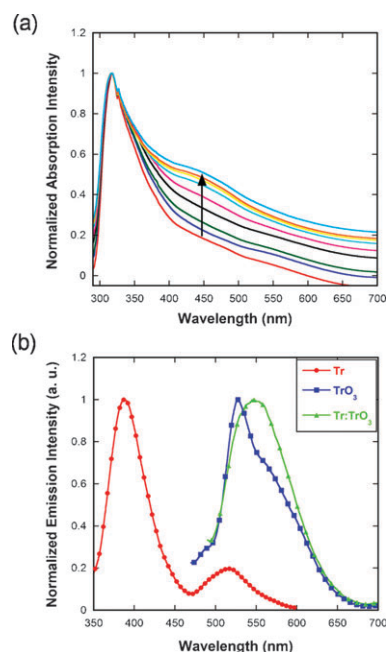 (a)
Normalized Absorption Intensity
1
0.8
0.6
0.4
0.2
0
300 350 400 450 500 550 600 650 700
Wavelength (nm)
(b)
Normalized Emission Intensity (a. u.)
1.2
1
0.8
0.6
0.4
0.2
0
Tr
TrO3
Tr:TrO3
350 400 450 500 550 600 650 700
Wavelength (nm)